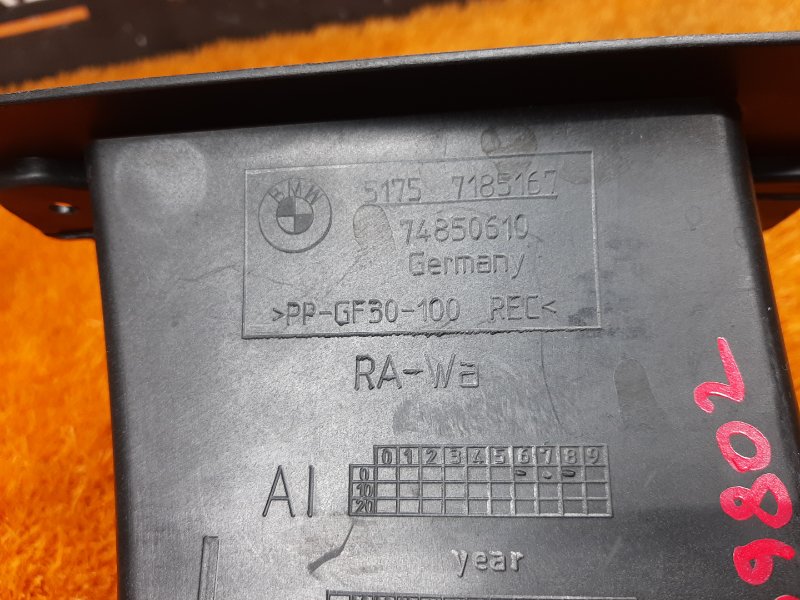 BMW
5175 7185167
74850610
Germany
>PP-GF30-100 REC<
RA-Wa
0 1 2 3 4 5 6 7 8 9
AI
0
10
20
year
9802